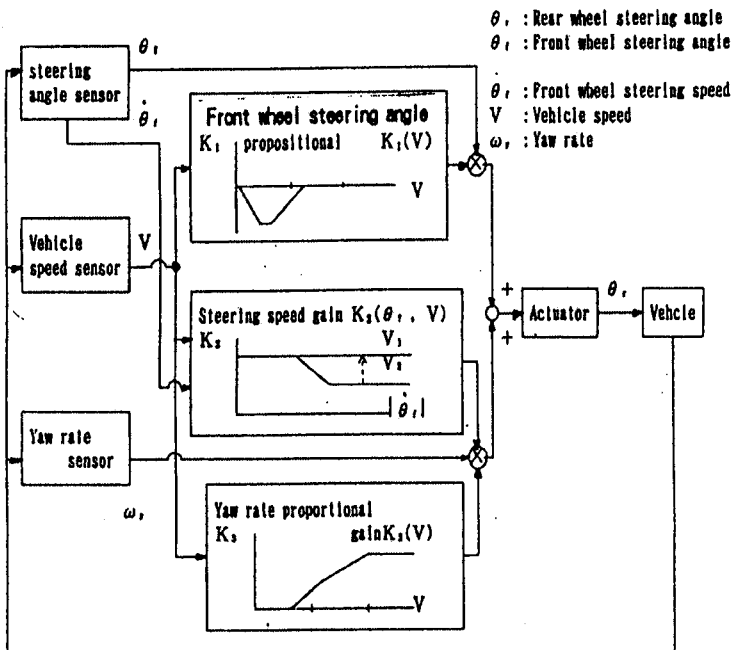 θr : Rear wheel steering angle
θf : Front wheel steering angle
θ̇f : Front wheel steering speed
V : Vehicle speed
ωr : Yaw rate
θf
steering
angle sensor
θ̇f
Front wheel steering angle
K1 propositional K1(V)
V
Vehicle
speed sensor
V
Steering speed gain K2(θf, V)
K2
V1
V2
|θ̇f|
+
+
Actuator
θr
Vehcle
Yaw rate
sensor
ωr
Yaw rate proportional
K3 gainK3(V)
V